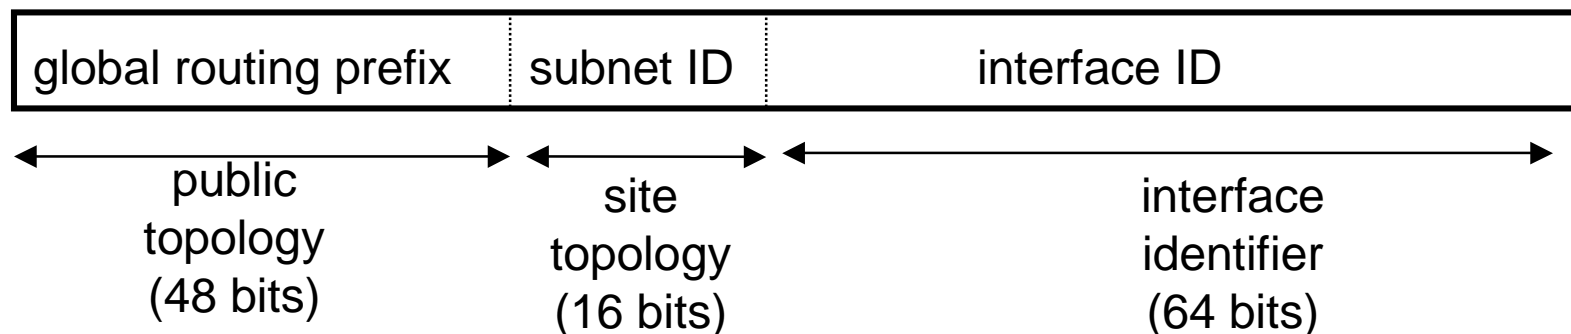 global routing prefix
subnet ID
interface ID
public
topology
(48 bits)
site
topology
(16 bits)
interface
identifier
(64 bits)